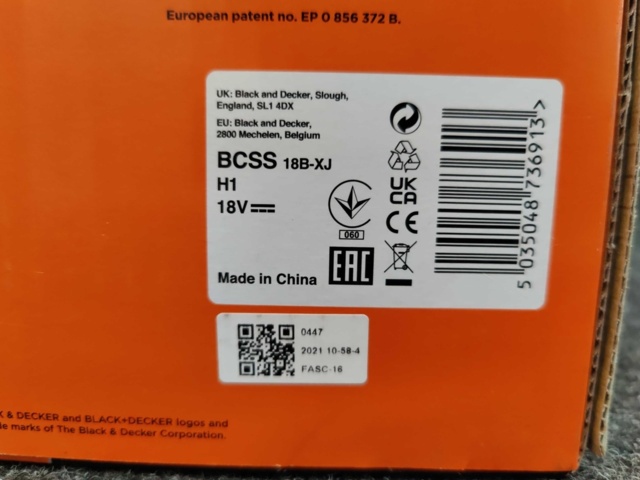 European patent no. EP 0 856 372 B.
UK: Black and Decker, Slough,
England, SL1 4DX
EU: Black and Decker,
2800 Mechelen, Belgium
BCSS 18B-XJ
H1
18V
Made in China
060
EAC
UK
CA
CE
5 035048 736913 >
0447
2021 10-58-4
FASC-16
& DECKER and BLACK+DECKER logos and
marks of The Black & Decker Corporation.